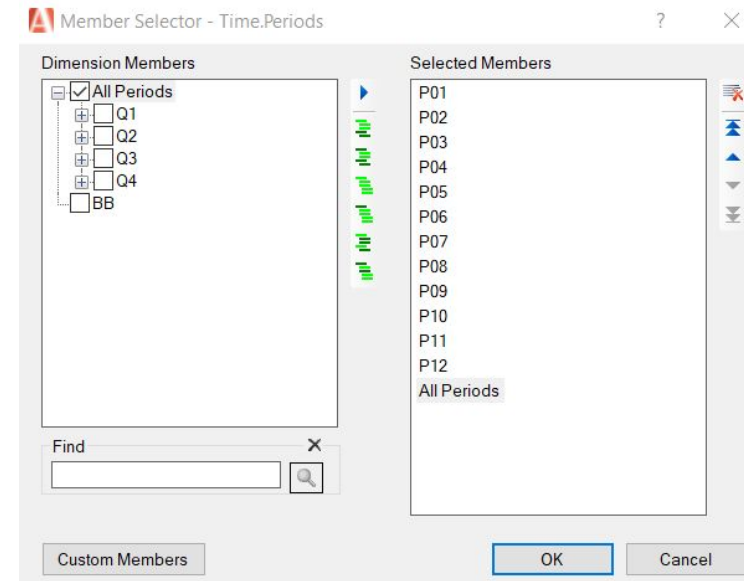 Member Selector - Time.Periods
?
Dimension Members
All Periods
Q1
Q2
Q3
Q4
BB
Find
Custom Members
Selected Members
P01
P02
P03
P04
P05
P06
P07
P08
P09
P10
P11
P12
All Periods
OK
Cancel